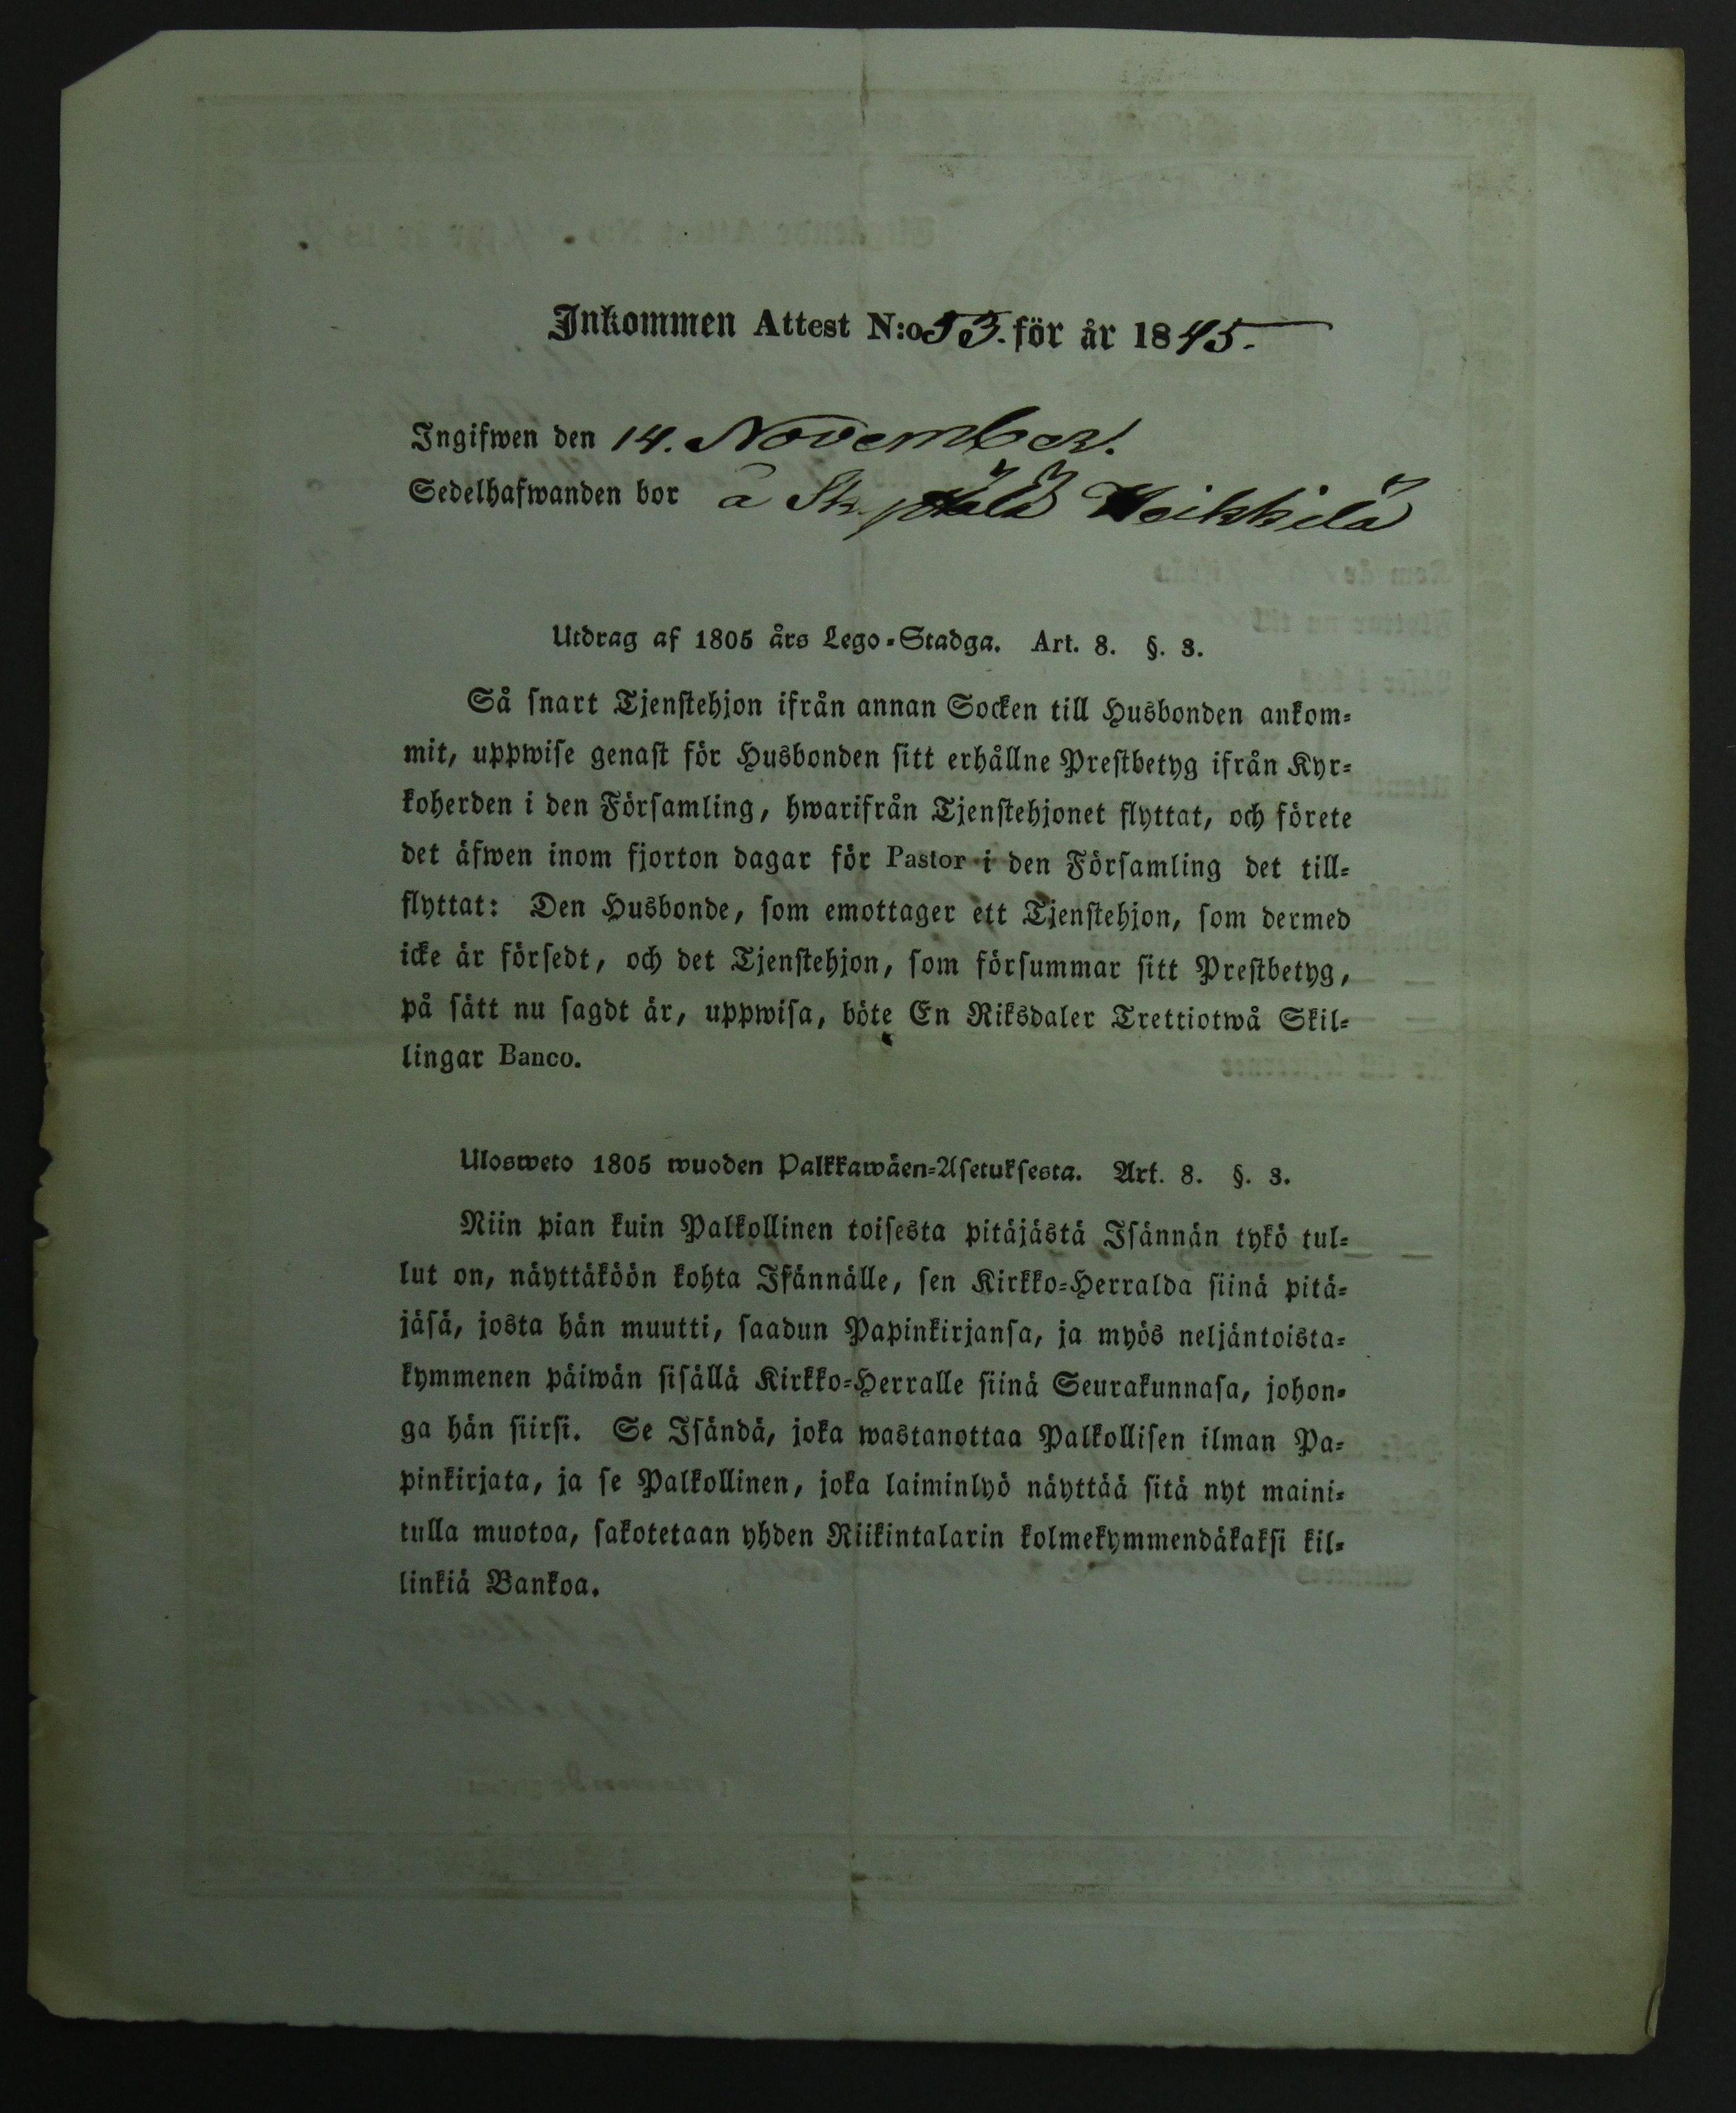 Inkommen Attest N:o 53. för år 1845.
Ingifwen den 14. November.
Sedelhafwanden bor å Heikkilä
Utdrag af 1805 års Lego-Stadga. Art. 8. §. 3.
Så snart Tjenstehjon ifrån annan Socken till Husbonden ankom-
mit, uppwise genast för Husbonden sitt erhållne Prestbetyg ifrån Kyr-
koherden i den Församling, hwarifrån Tjenstehjonet flyttat, och förete
det äfwen inom fjorton dagar för Pastor i den Församling det till-
flyttat: Den Husbonde, som emottager ett Tjenstehjon, som dermed
icke är försedt, och det Tjenstehjon, som försummar sitt Prestbetyg,
på sätt nu sagdt är, uppwisa, böte En Riksdaler Trettiotwå Skil-
lingar Banco.
Ulosweto 1805 wuoden Palkkawäen-Asetuksesta. Art. 8. §. 3.
Niin pian kuin Palkollinen toisesta pitäjästä Isännän tykö tul-
lut on, näyttäköön kohta Isännälle, sen Kirkko-Herralda siinä pitä-
jäsä, josta hän muutti, saadun Papinkirjansa, ja myös neljäntoista-
kymmenen päiwän sisällä Kirkko-Herralle siinä Seurakunnasa, johon-
ga hän siirsi. Se Isändä, joka wastanottaa Palkollisen ilman Pa-
pinkirjata, ja se Palkollinen, joka laiminlyö näyttää sitä nyt maini-
tulla muotoa, sakotetaan yhden Riikintalarin kolmekymmendäkaksi kil-
linkiä Bankoa.